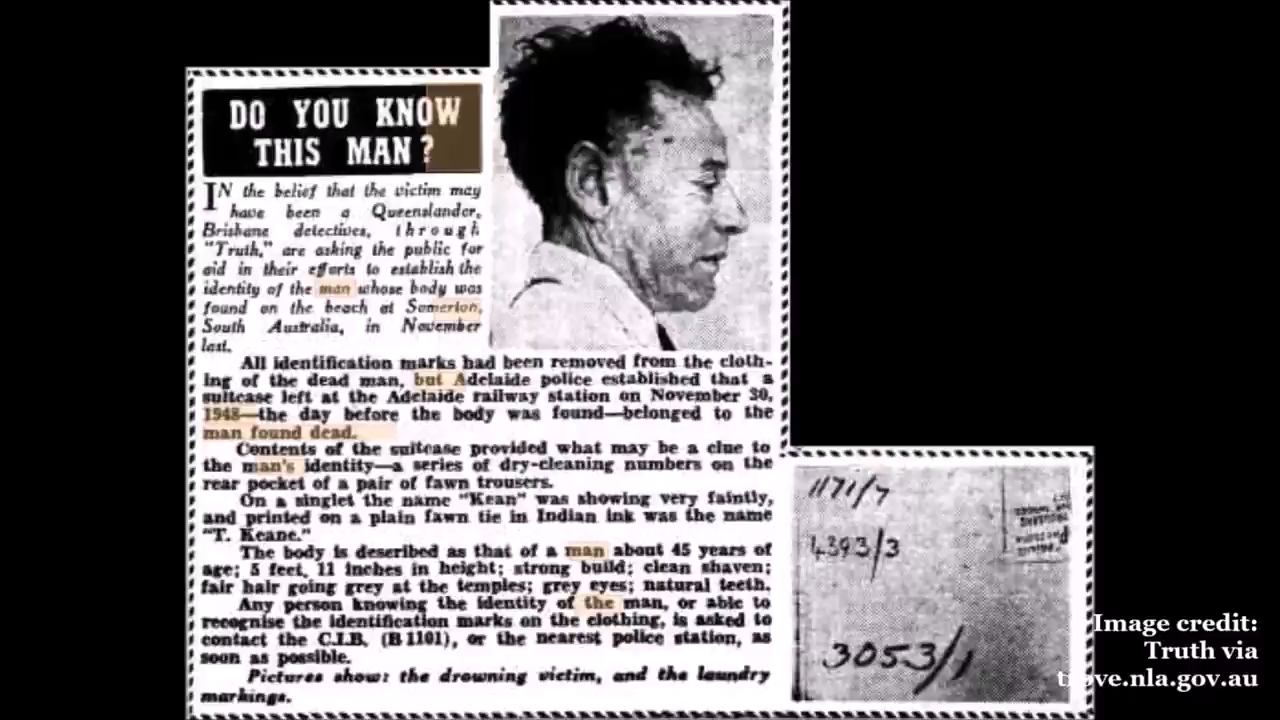 DO YOU KNOW
THIS MAN?
IN the belief that the victim may
have been a Queenslander,
Brisbane detectives, through
"Truth," are asking the public for
aid in their efforts to establish the
identity of the man whose body was
found on the beach at Somerton,
South Australia, in November
last.
All identification marks had been removed from the cloth-
ing of the dead man, but Adelaide police established that a
suitcase left at the Adelaide railway station on November 30,
1948—the day before the body was found—belonged to the
man found dead.
Contents of the suitcase provided what may be a clue to
the man's identity—a series of dry-cleaning numbers on the
rear pocket of a pair of fawn trousers.
On a singlet the name "Kean" was showing very faintly,
and printed on a plain fawn tie in Indian ink was the name
"T. Keane."
The body is described as that of a man about 45 years of
age; 5 feet, 11 inches in height; strong build; clean shaven;
fair hair going grey at the temples; grey eyes; natural teeth.
Any person knowing the identity of the man, or able to
recognise the identification marks on the clothing, is asked to
contact the C.I.B. (B 1101), or the nearest police station, as
soon as possible.
Pictures show: the drowning victim, and the laundry
markings.
1171/7
4393/3
3053/1
Image credit:
Truth via
trove.nla.gov.au